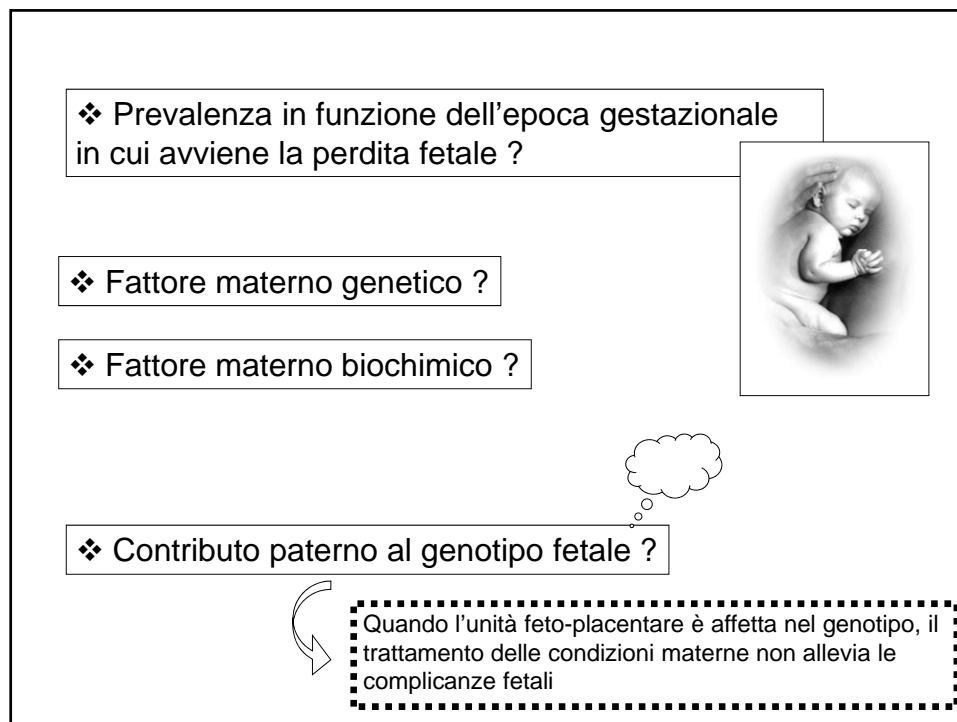 ❖ Prevalenza in funzione dell'epoca gestazionale
in cui avviene la perdita fetale ?
❖ Fattore materno genetico ?
❖ Fattore materno biochimico ?
❖ Contributo paterno al genotipo fetale ?
Quando l'unità feto-placentare è affetta nel genotipo, il
trattamento delle condizioni materne non allevia le
complicanze fetali